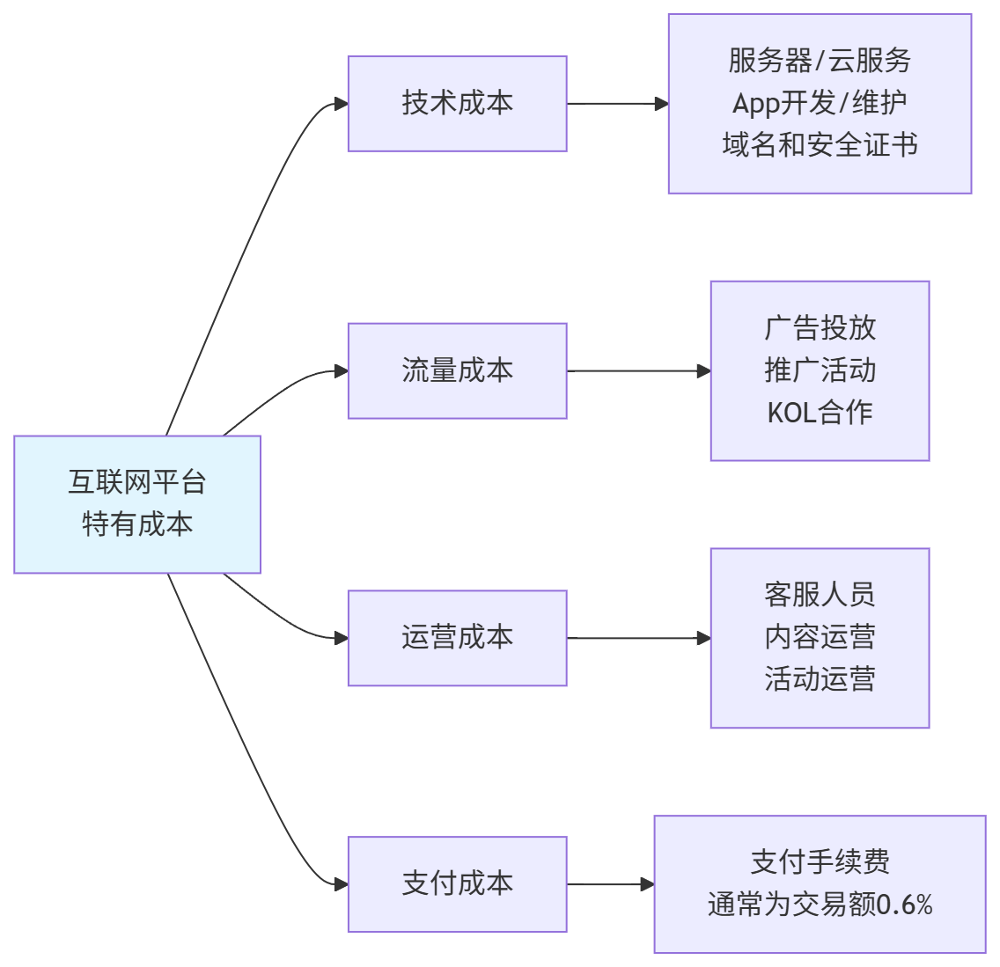 互联网平台
特有成本
技术成本
服务器/云服务
App开发/维护
域名和安全证书
流量成本
广告投放
推广活动
KOL合作
运营成本
客服人员
内容运营
活动运营
支付成本
支付手续费
通常为交易额0.6%